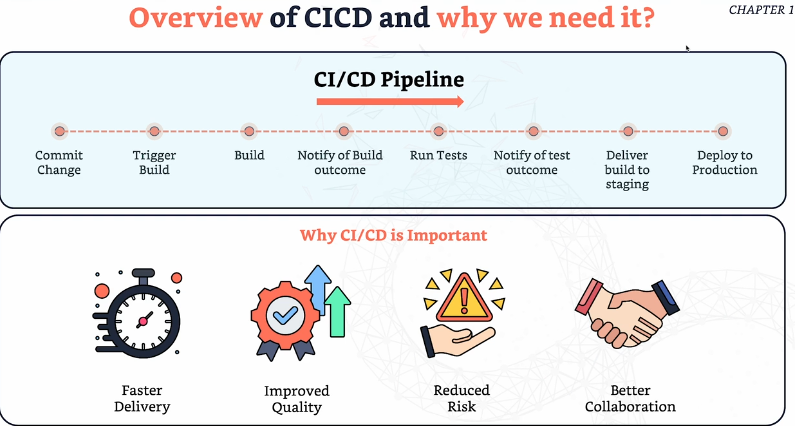 CHAPTER 1
Overview of CICD and why we need it?
CI/CD Pipeline
Commit
Change
Trigger
Build
Build
Notify of Build
outcome
Run Tests
Notify of test
outcome
Deliver
build to
staging
Deploy to
Production
Why CI/CD is Important
Faster
Delivery
Improved
Quality
Reduced
Risk
Better
Collaboration